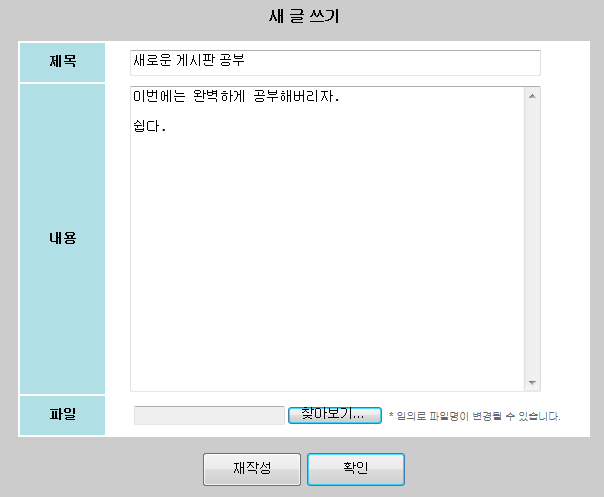 새 글 쓰기
제목
새로운 게시판 공부
내용
이번에는 완벽하게 공부해버리자.
쉽다.
파일
찾아보기...
* 임의로 파일명이 변경될 수 있습니다.
재작성
확인